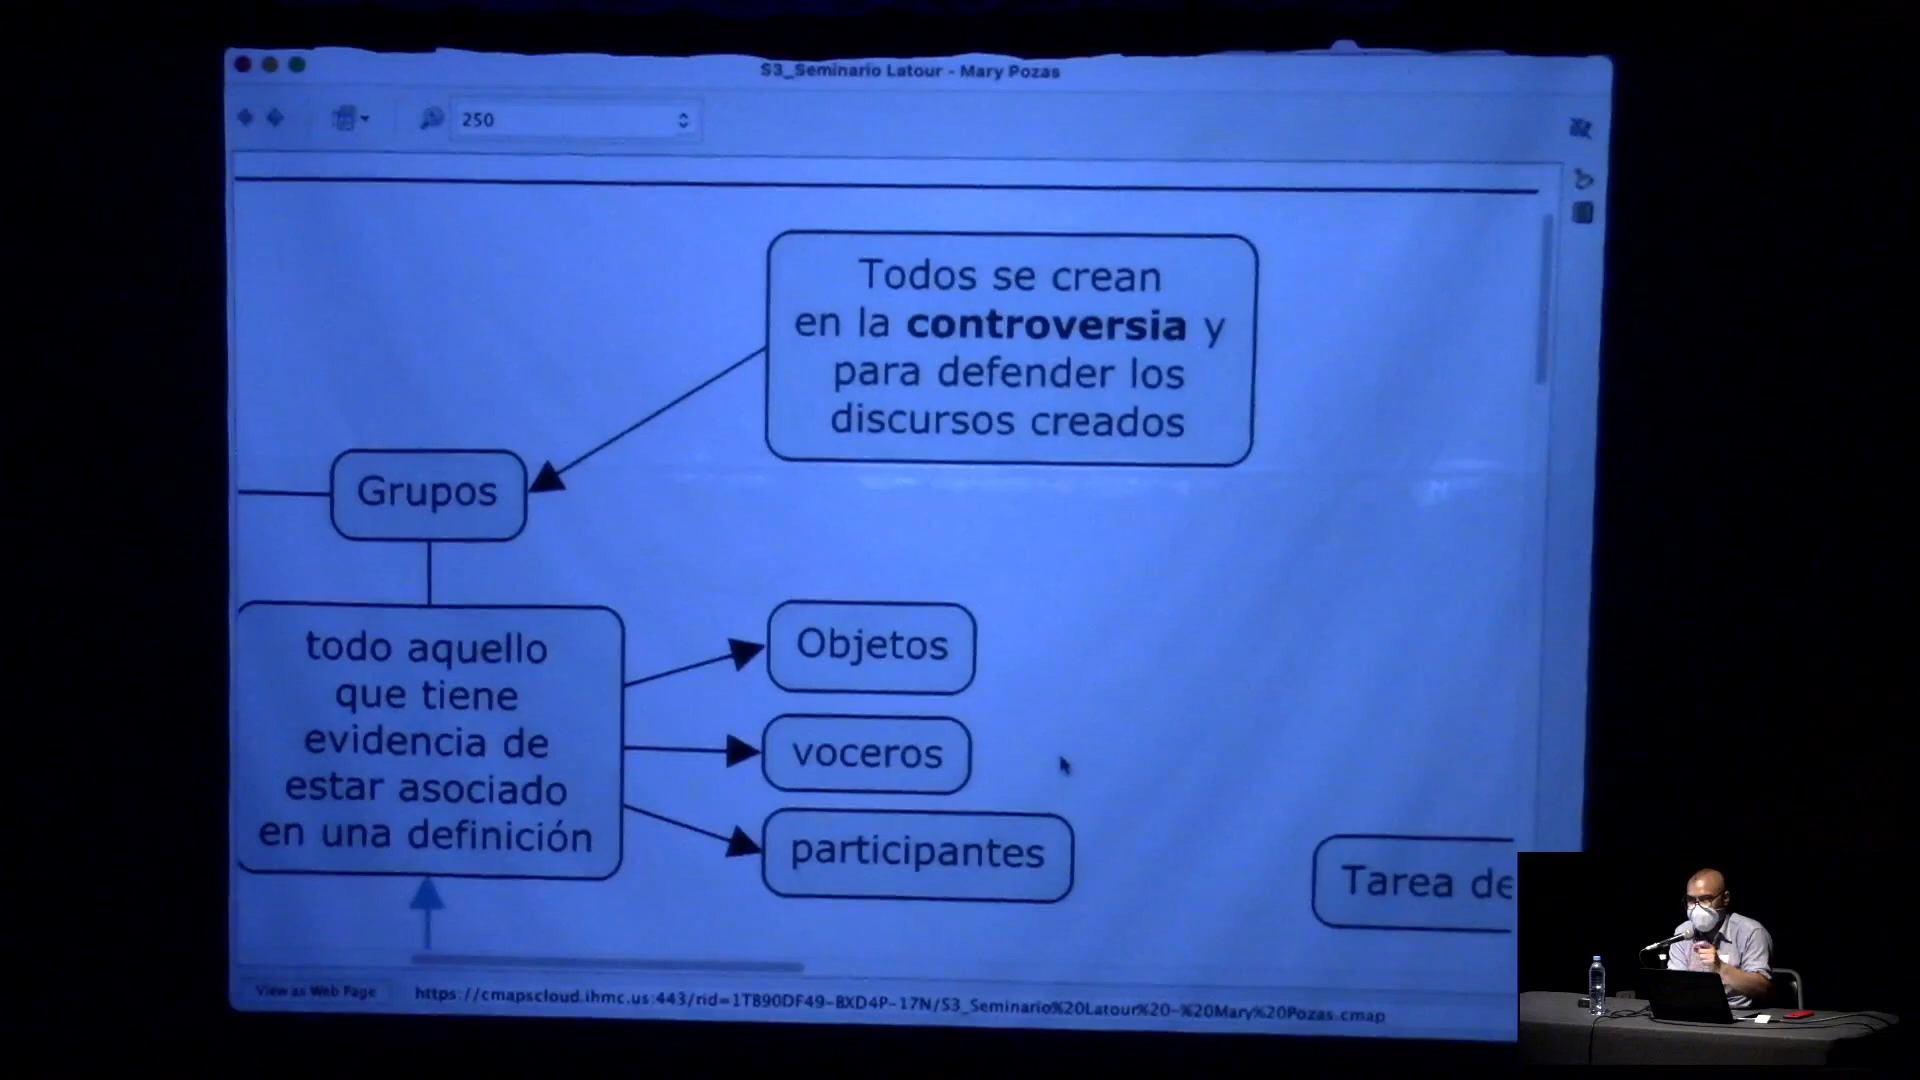 S3_Seminario Latour - Mary Pozas
250
Todos se crean
en la controversia y
para defender los
discursos creados
Grupos
todo aquello
que tiene
evidencia de
estar asociado
en una definición
Objetos
voceros
participantes
Tarea de
View as Web Page
https://cmapscloud.ihmc.us:443/rid=1TB90DF49-BXD4P-17N/S3_Seminario%20Latour%20-%20Mary%20Pozas.cmap